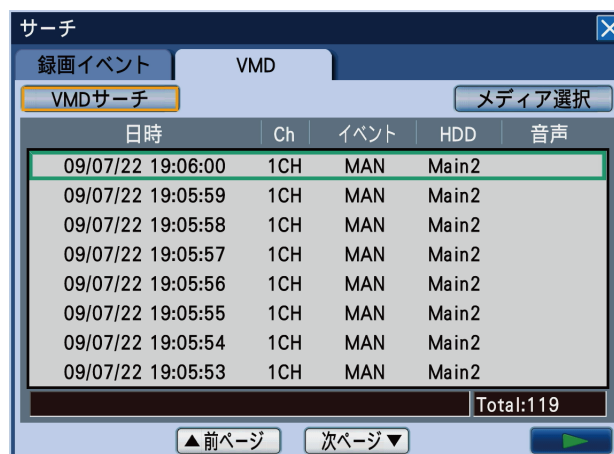 サーチ
録画イベント VMD
VMDサーチ メディア選択
日時 Ch イベント HDD 音声
09/07/22 19:06:00 1CH MAN Main2
09/07/22 19:05:59 1CH MAN Main2
09/07/22 19:05:58 1CH MAN Main2
09/07/22 19:05:57 1CH MAN Main2
09/07/22 19:05:56 1CH MAN Main2
09/07/22 19:05:55 1CH MAN Main2
09/07/22 19:05:54 1CH MAN Main2
09/07/22 19:05:53 1CH MAN Main2
Total:119
▲前ページ 次ページ▼